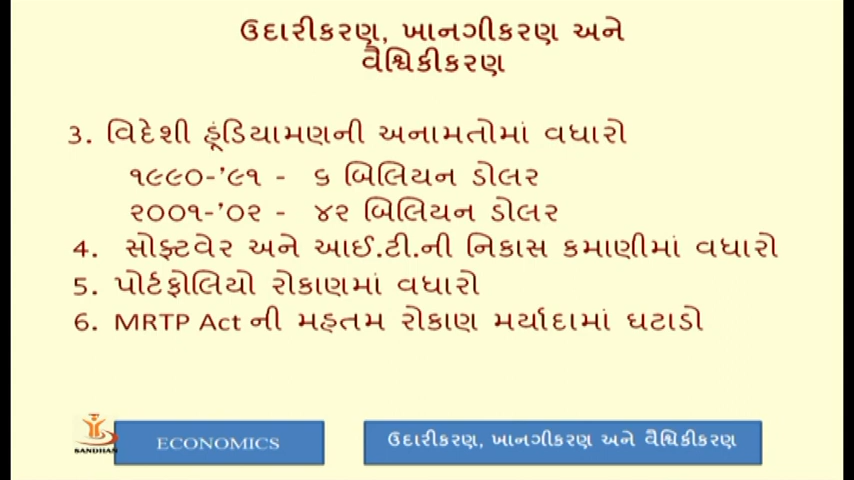 ઉદારીકરણ, ખાનગીકરણ અને
વૈશ્વિકીકરણ
3. વિદેશી હૂંડિયામણની અનામતોમાં વધારો
૧૯૯૦-'૯૧ - ૬ બિલિયન ડોલર
૨૦૦૧-'૦૨ - ૪૨ બિલિયન ડોલર
4. સોફ્ટવેર અને આઈ.ટી.ની નિકાસ કમાણીમાં વધારો
5. પોર્ટફોલિયો રોકાણમાં વધારો
6. MRTP Act ની મહતમ રોકાણ મર્યાદામાં ઘટાડો
SANDHAN
ECONOMICS
ઉદારીકરણ, ખાનગીકરણ અને વૈશ્વિકીકરણ